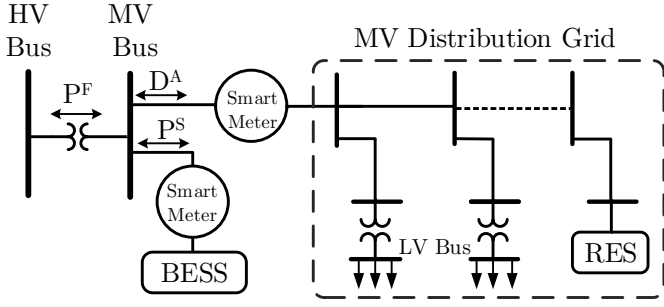 HV
Bus
MV
Bus
MV Distribution Grid
P^F
D^A
Smart
Meter
P^S
Smart
Meter
BESS
LV Bus
RES